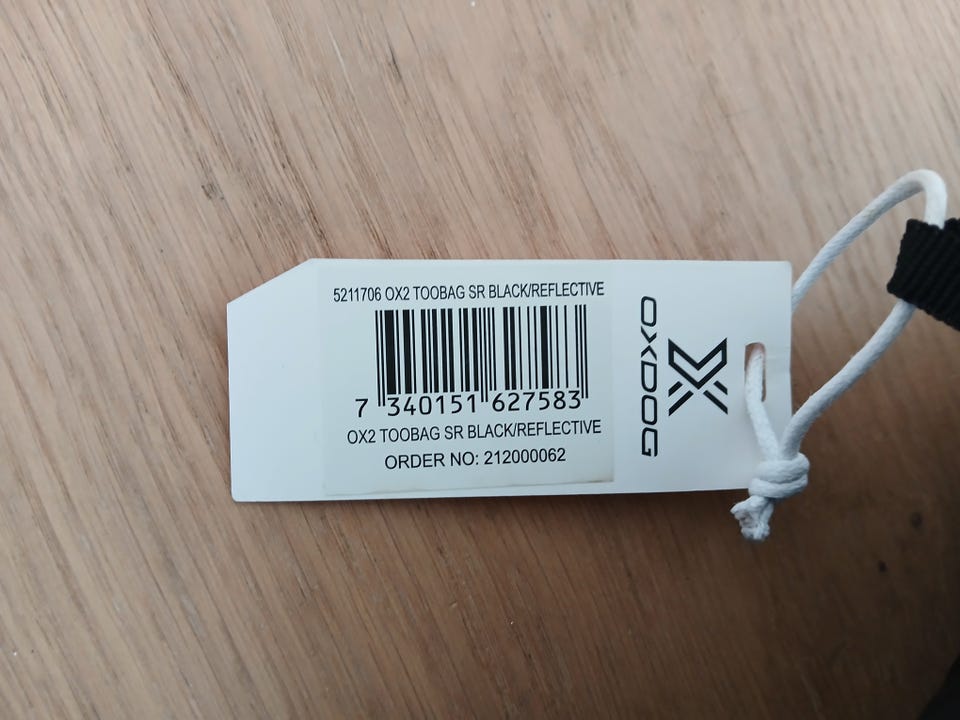 5211706 OX2 TOOBAG SR BLACK/REFLECTIVE
7 340151 627583
OX2 TOOBAG SR BLACK/REFLECTIVE
ORDER NO: 212000062
OXDOG